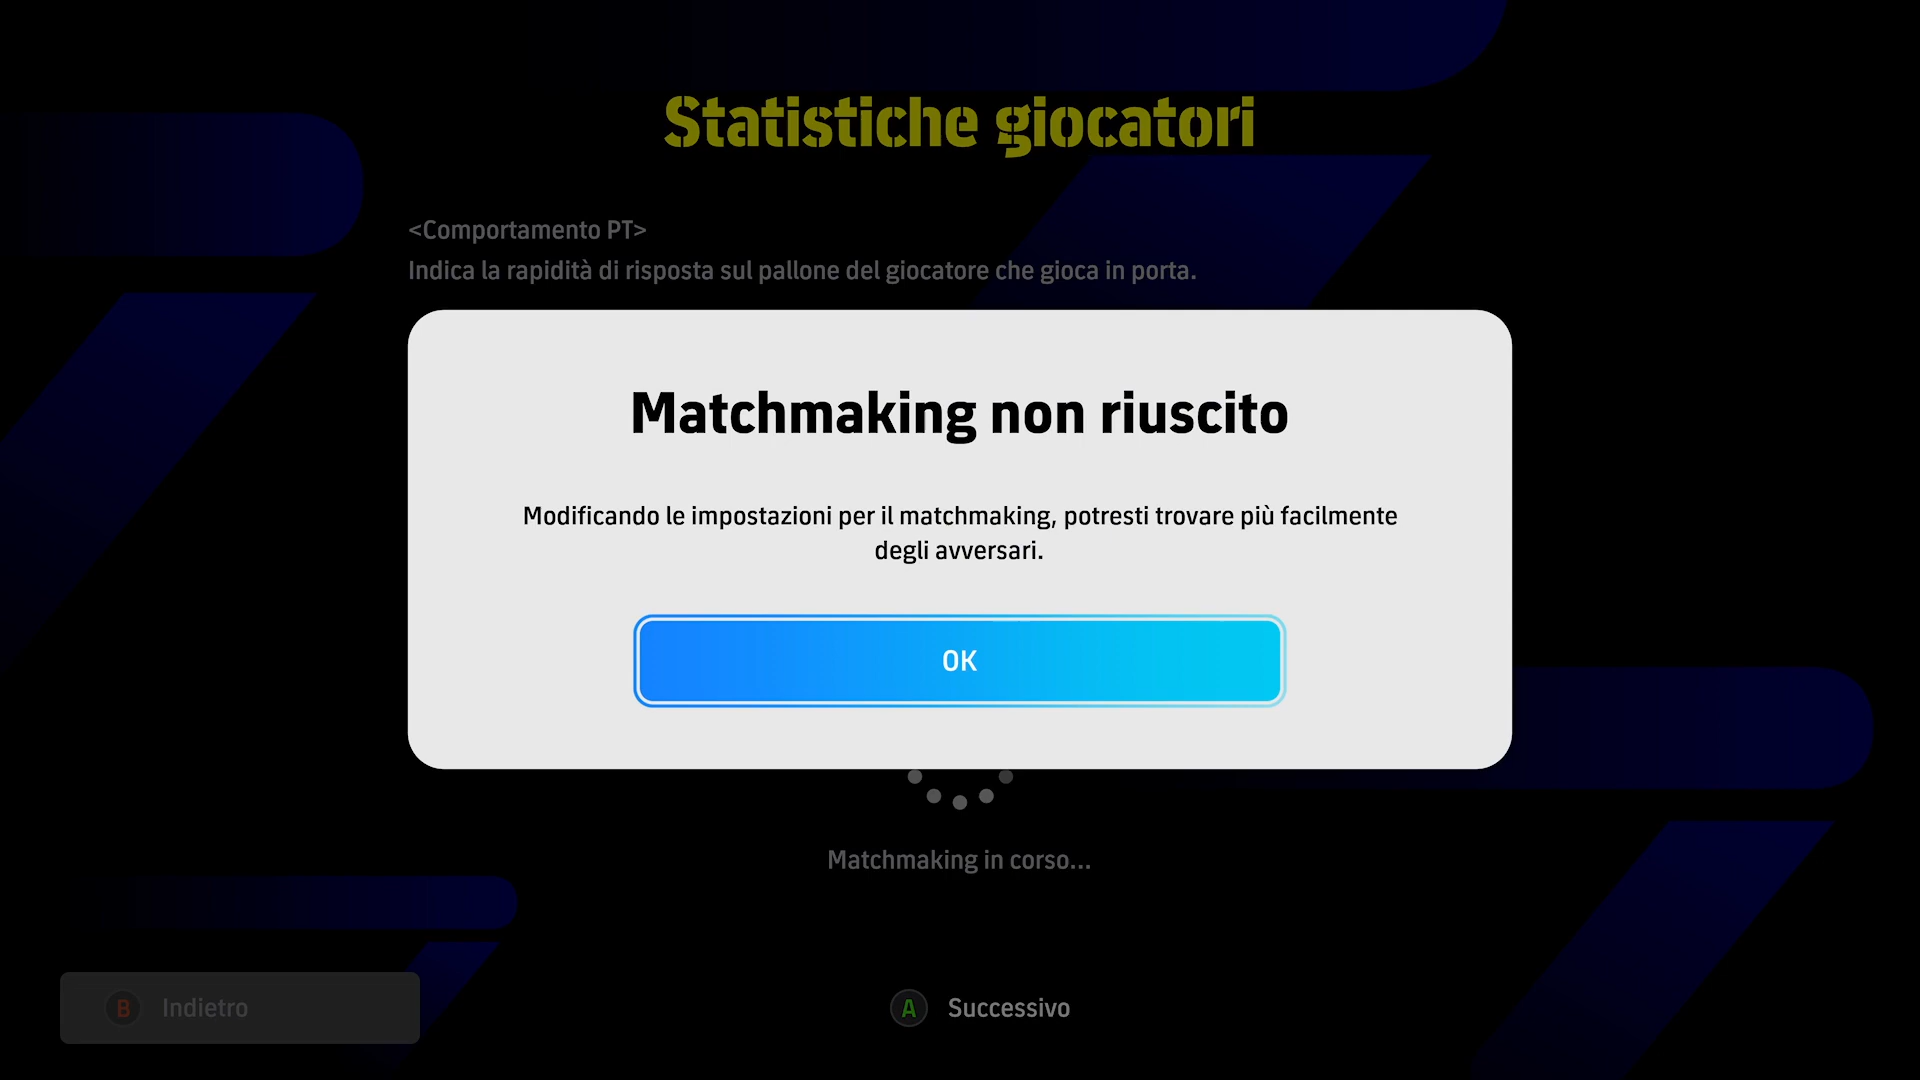 Statistiche giocatori
<Comportamento PT>
Indica la rapidità di risposta sul pallone del giocatore che gioca in porta.
Matchmaking non riuscito
Modificando le impostazioni per il matchmaking, potresti trovare più facilmente
degli avversari.
OK
Matchmaking in corso...
B Indietro
A Successivo